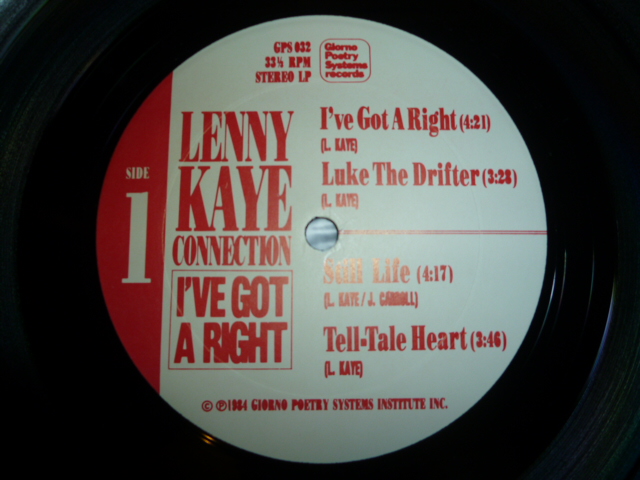 GPS 032
33⅓ RPM
STEREO LP
Giorno
Poetry
Systems
records
SIDE
1
LENNY
KAYE
CONNECTION
I'VE GOT
A RIGHT
I've Got A Right (4:21)
(L. KAYE)
Luke The Drifter (3:28)
(L. KAYE)
Still Life (4:17)
(L. KAYE / J. CARROLL)
Tell-Tale Heart (3:46)
(L. KAYE)
© ℗ 1984 GIORNO POETRY SYSTEMS INSTITUTE INC.